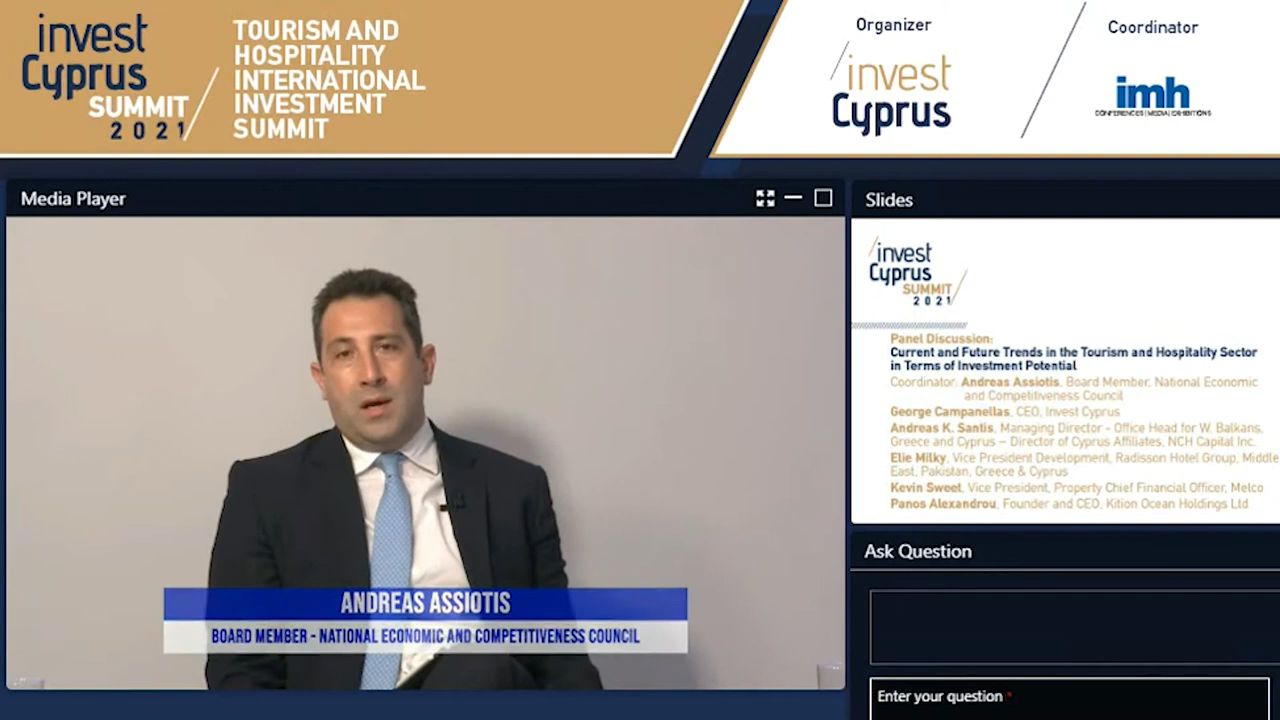 invest
Cyprus
SUMMIT
2021
TOURISM AND
HOSPITALITY
INTERNATIONAL
INVESTMENT
SUMMIT
Organizer
invest
Cyprus
Coordinator
imh
CONFERENCES | MEDIA | EXHIBITIONS
Media Player
ANDREAS ASSIOTIS
BOARD MEMBER - NATIONAL ECONOMIC AND COMPETITIVENESS COUNCIL
Slides
invest
Cyprus
SUMMIT
2021
Panel Discussion:
Current and Future Trends in the Tourism and Hospitality Sector
in Terms of Investment Potential
Coordinator: Andreas Assiotis, Board Member, National Economic
and Competitiveness Council
George Campanellas, CEO, Invest Cyprus
Andreas K. Santis, Managing Director - Office Head for W. Balkans,
Greece and Cyprus – Director of Cyprus Affiliates, NCH Capital Inc.
Elie Milky, Vice President Development, Radisson Hotel Group, Middle
East, Pakistan, Greece & Cyprus
Kevin Sweet, Vice President, Property Chief Financial Officer, Melco
Panos Alexandrou, Founder and CEO, Kition Ocean Holdings Ltd
Ask Question
Enter your question *